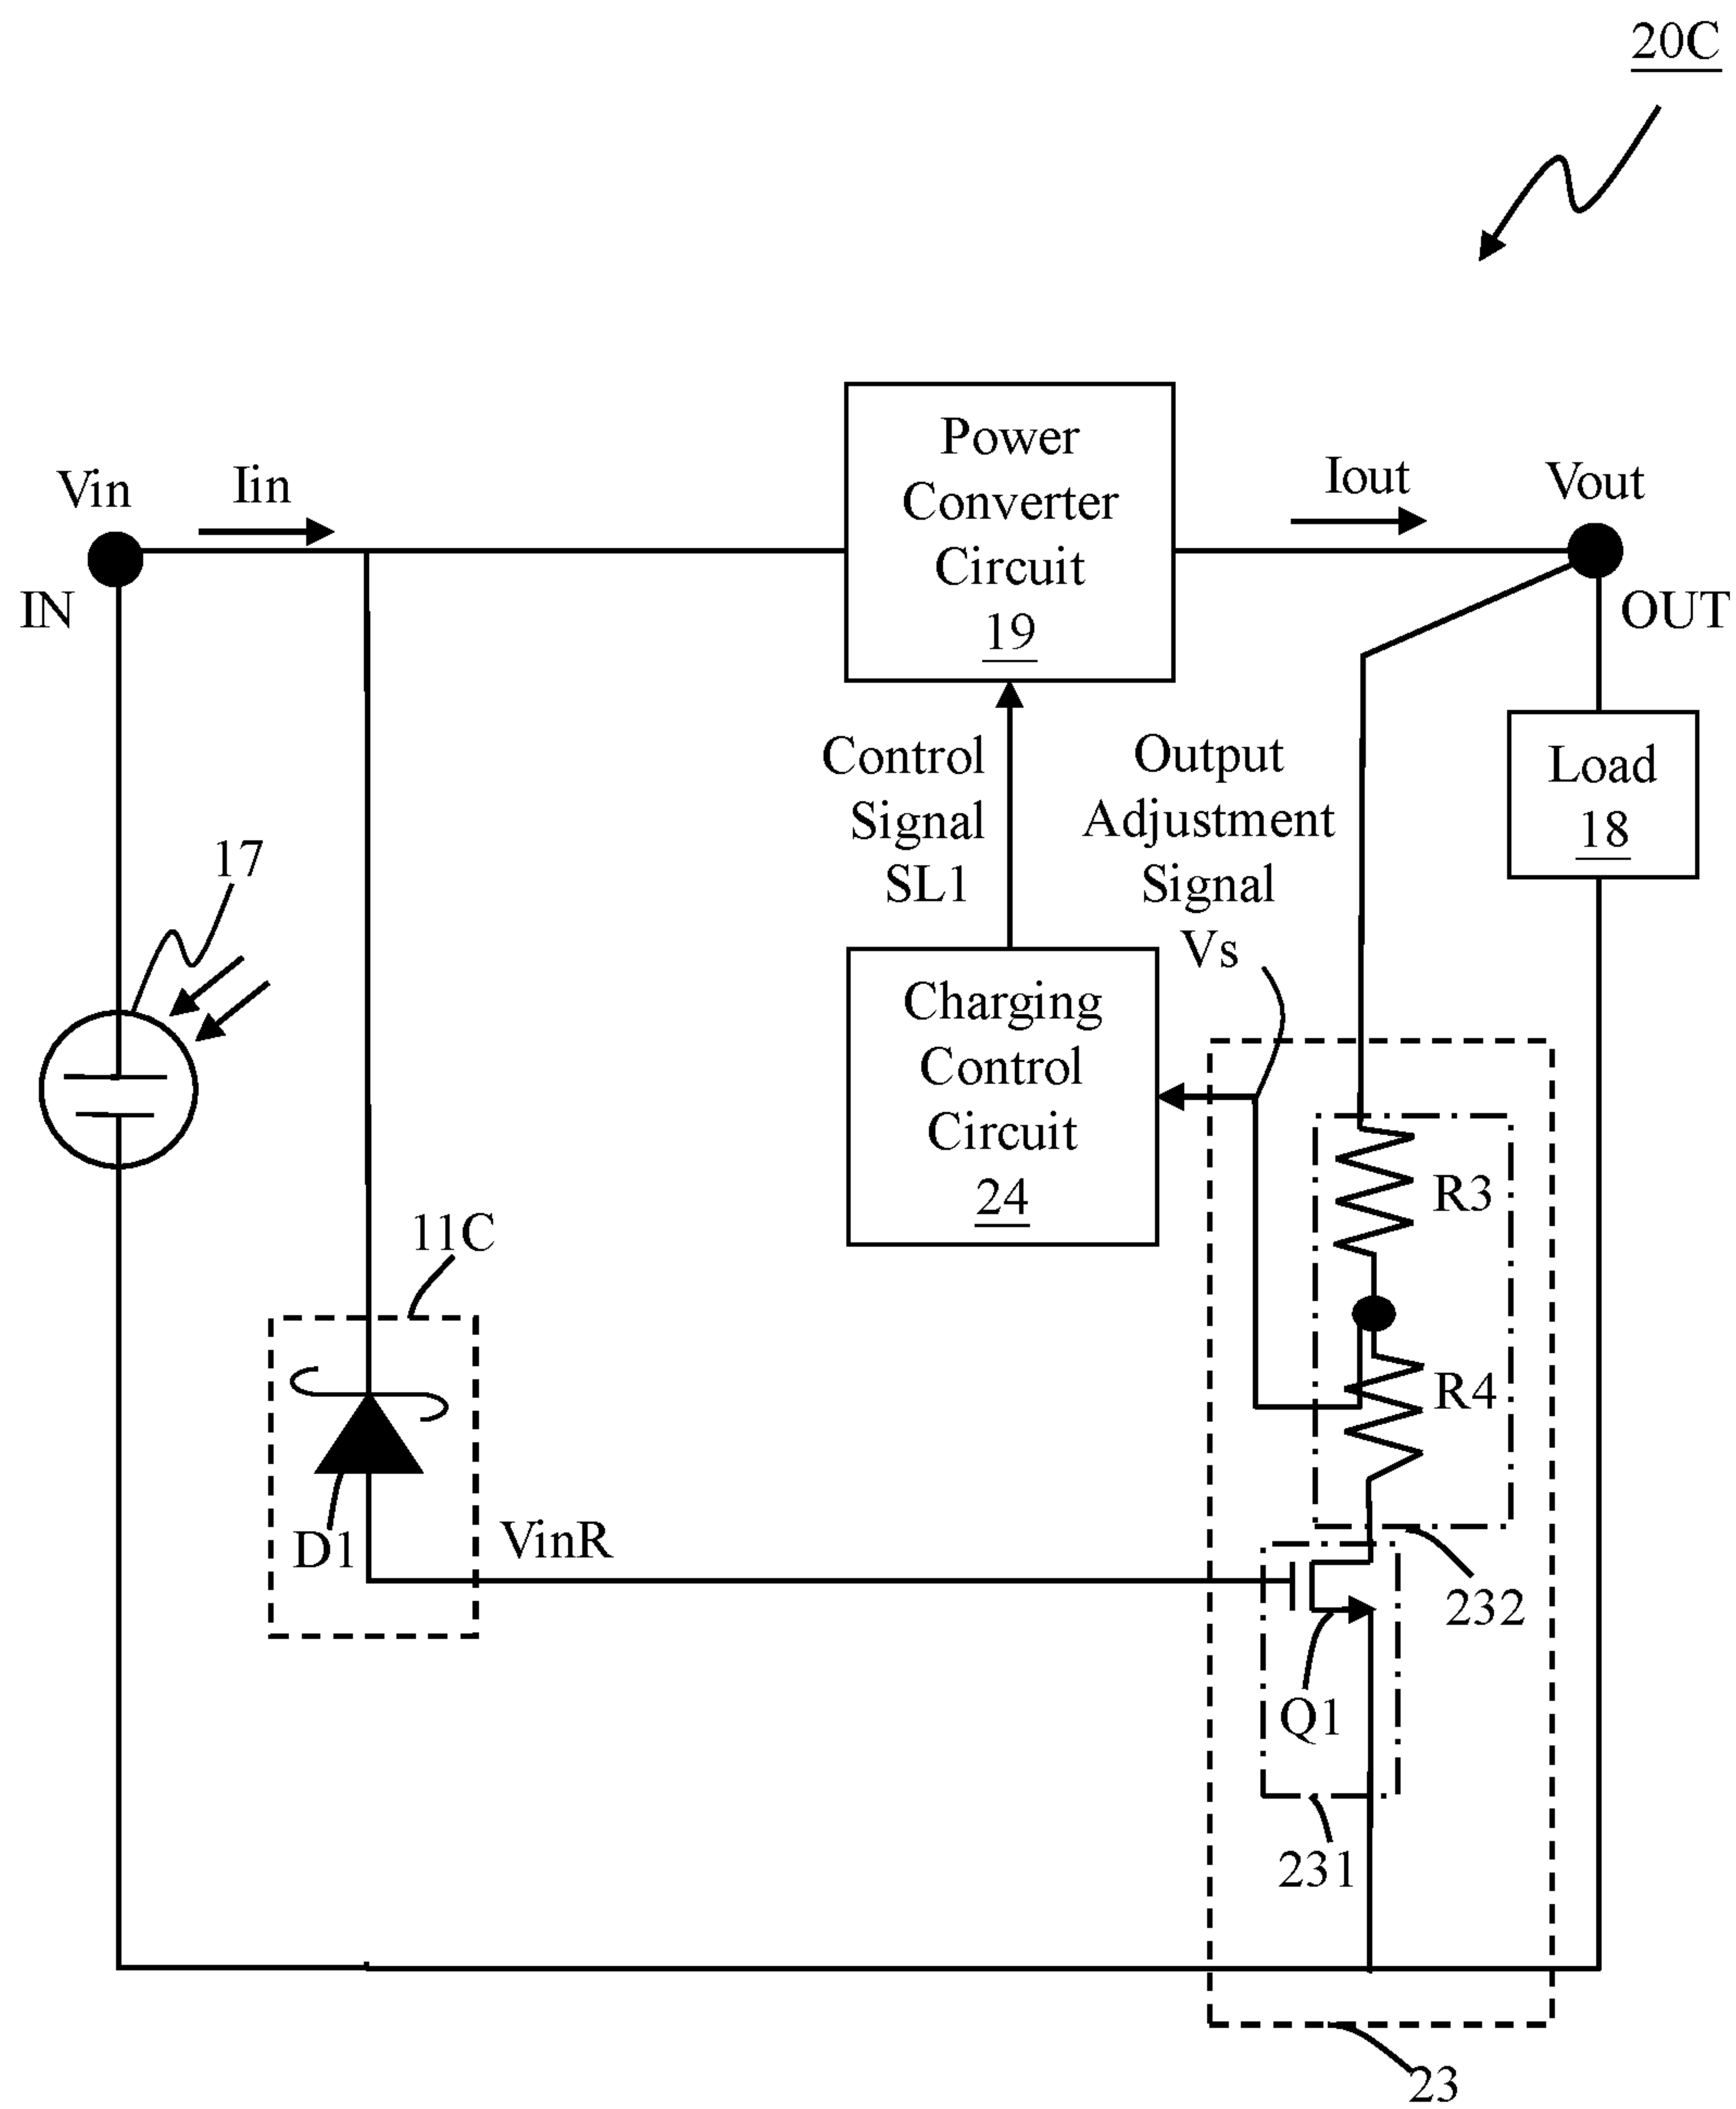 20C
Vin
Iin
IN
Power
Converter
Circuit
19
Iout
Vout
OUT
Control
Signal
SL1
Output
Adjustment
Signal
Vs
Load
18
17
Charging
Control
Circuit
24
R3
11C
R4
D1
VinR
232
Q1
231
23